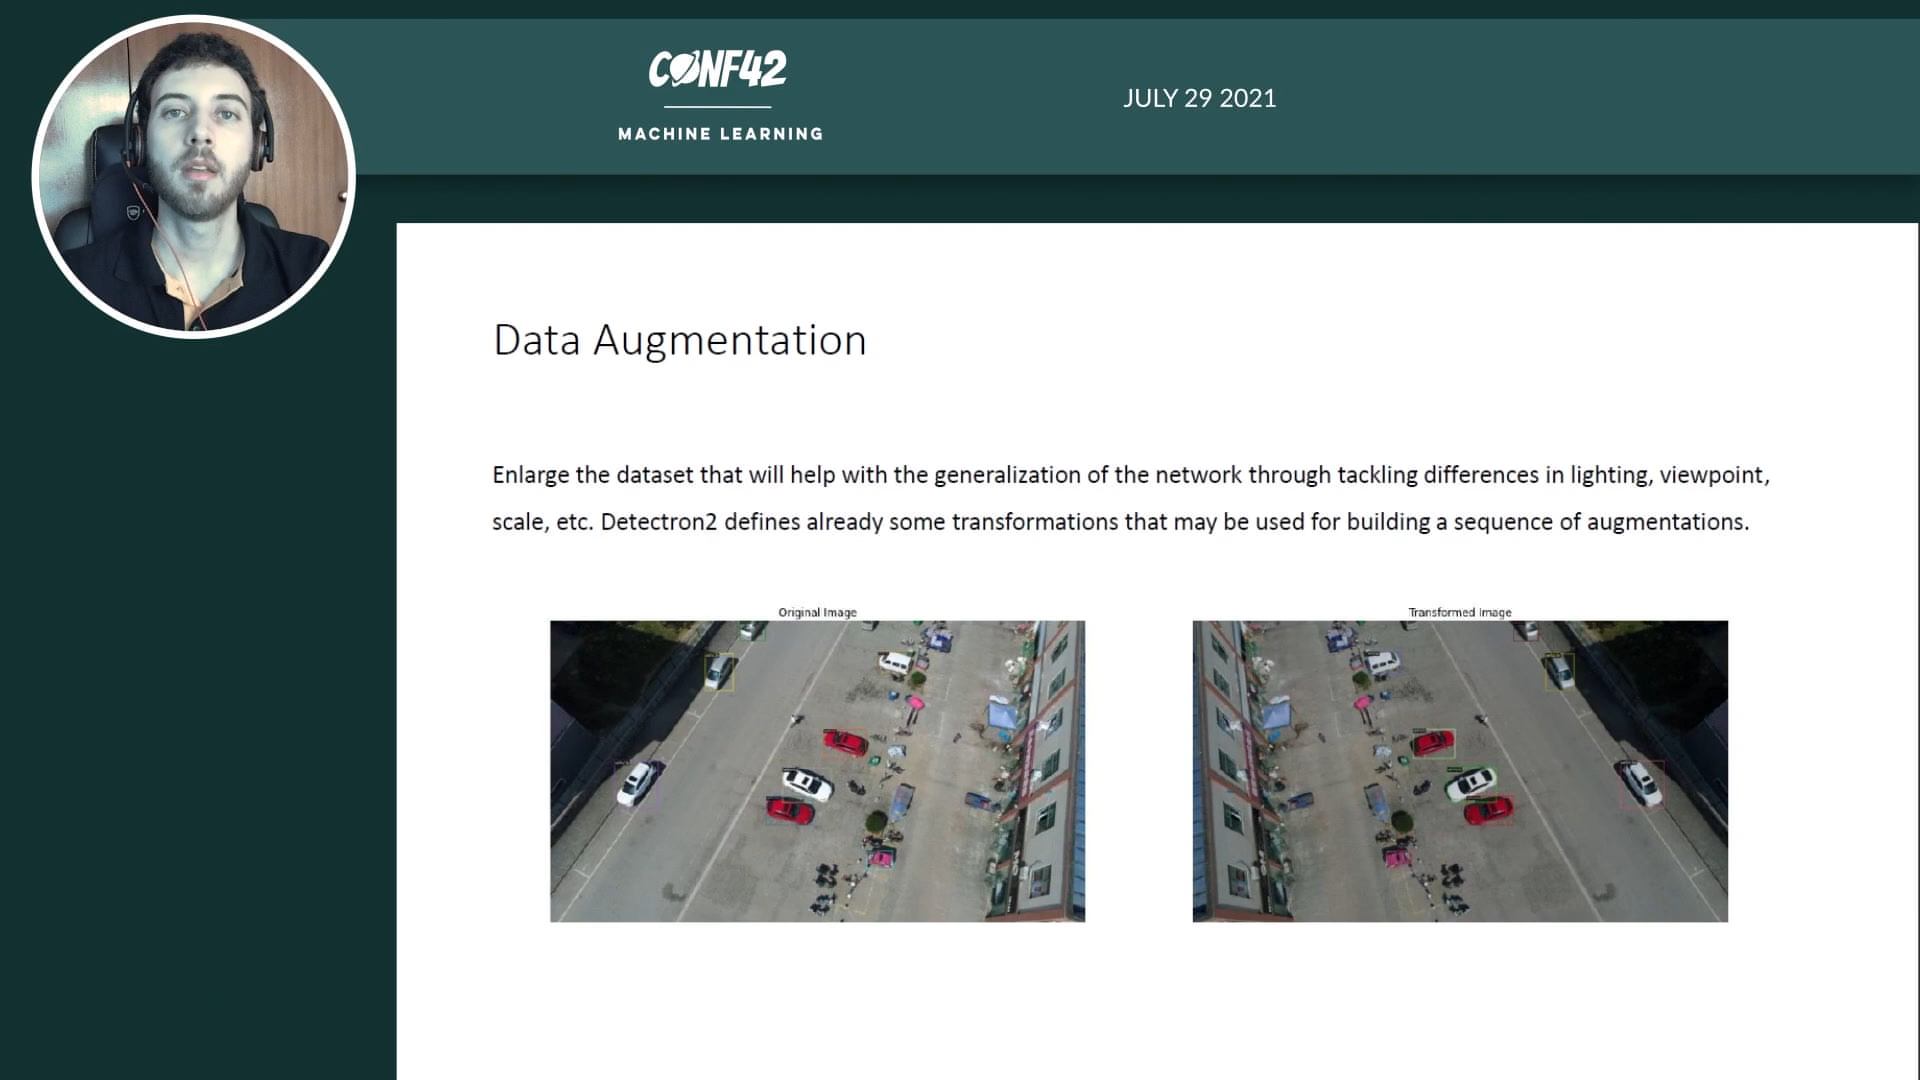 CONF42
MACHINE LEARNING
JULY 29 2021
Data Augmentation
Enlarge the dataset that will help with the generalization of the network through tackling differences in lighting, viewpoint,
scale, etc. Detectron2 defines already some transformations that may be used for building a sequence of augmentations.
Original Image
Transformed Image